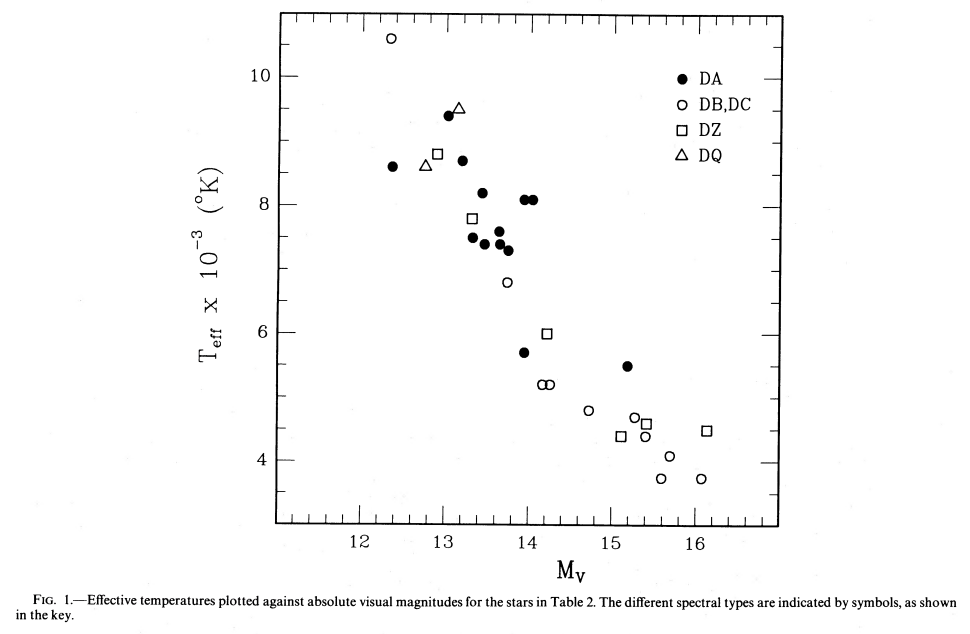 10
8
6
4
T_eff x 10^−3 (°K)
DA
DB,DC
DZ
DQ
12 13 14 15 16
M_V
FIG. 1.—Effective temperatures plotted against absolute visual magnitudes for the stars in Table 2. The different spectral types are indicated by symbols, as shown
in the key.